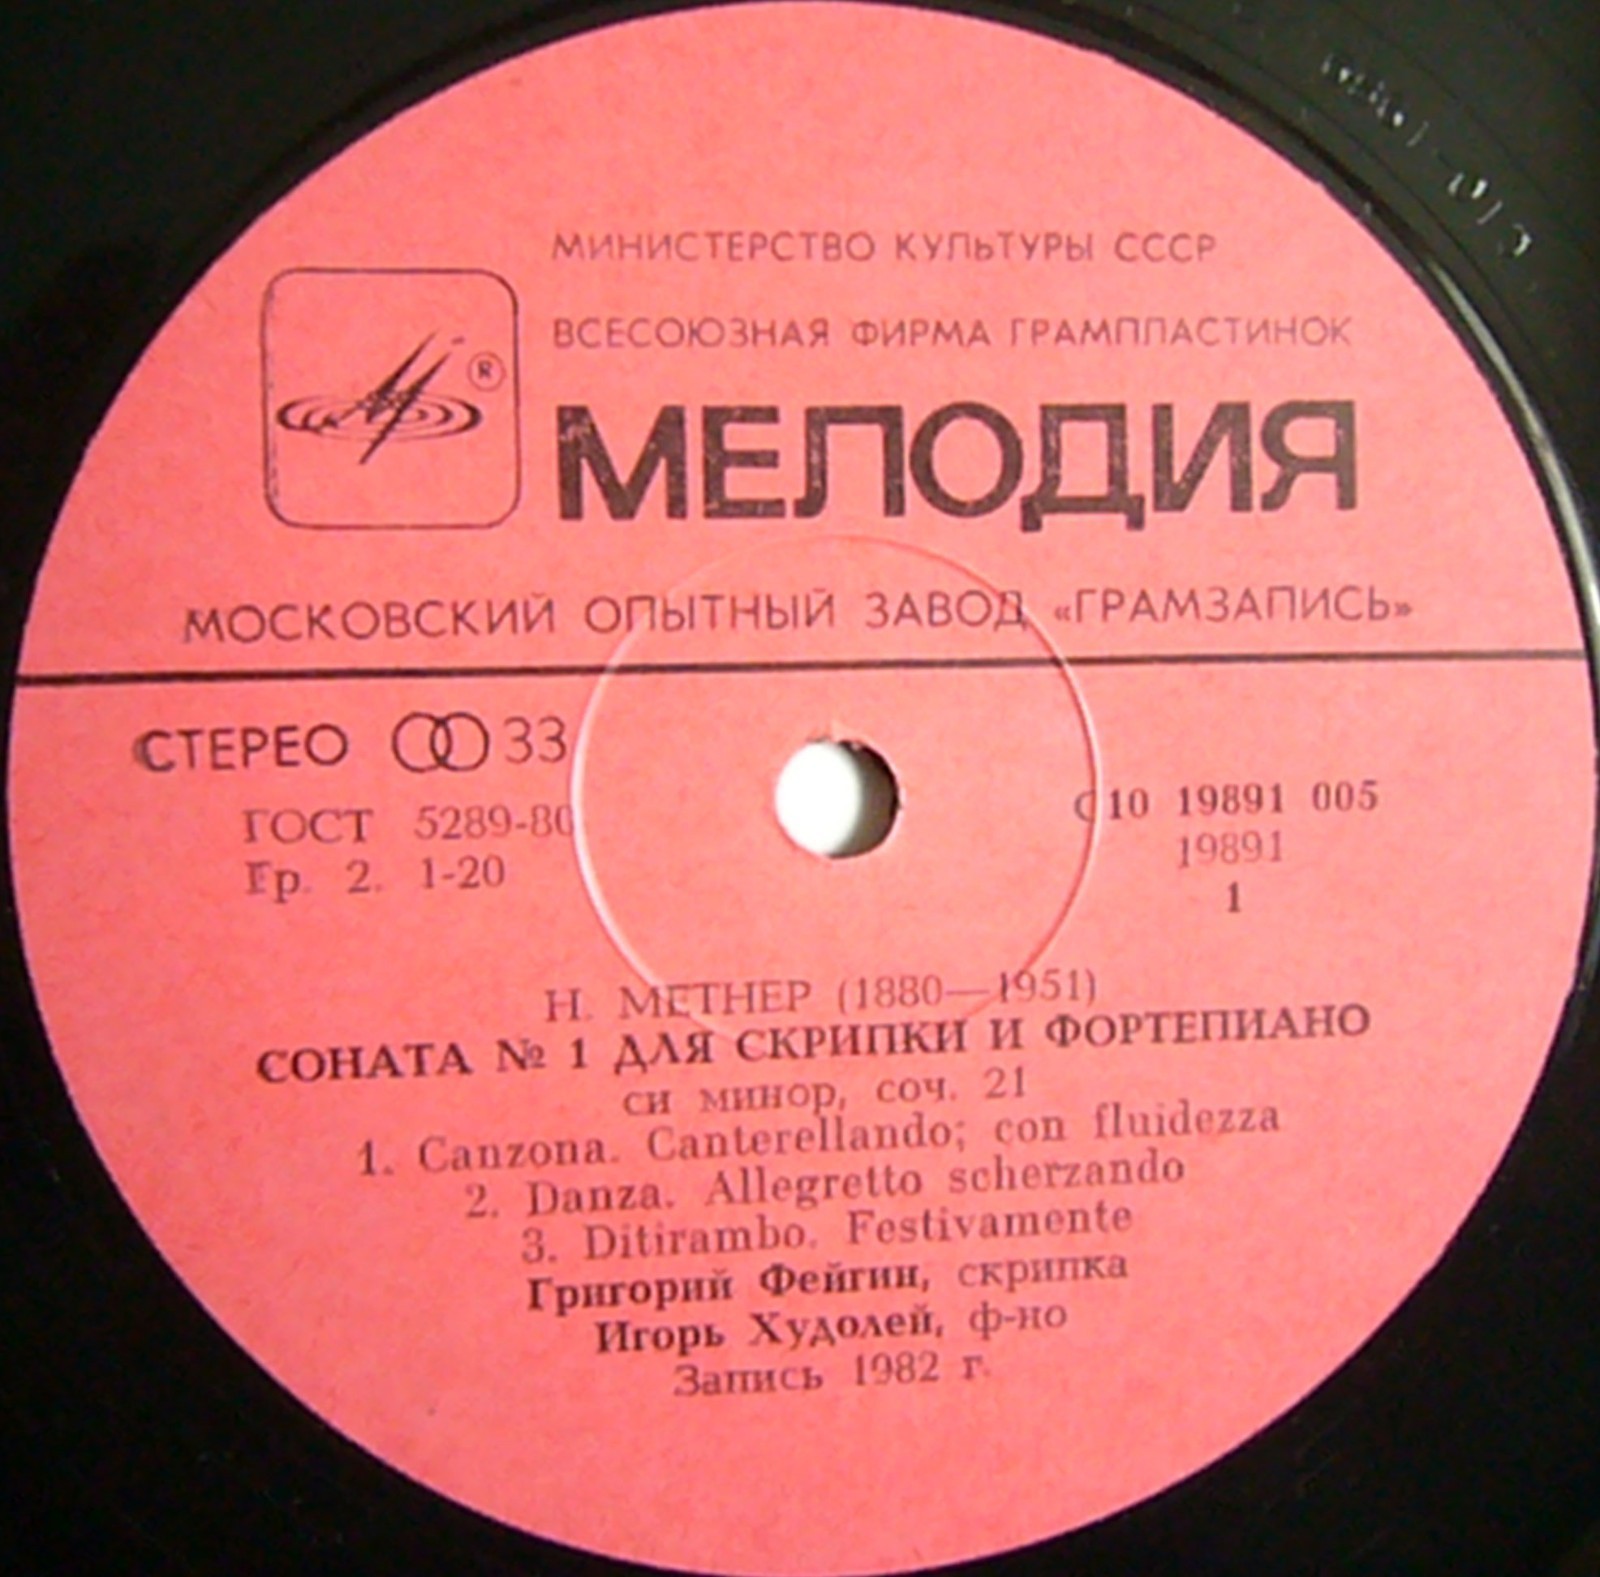 МИНИСТЕРСТВО КУЛЬТУРЫ СССР
ВСЕСОЮЗНАЯ ФИРМА ГРАМПЛАСТИНОК
®
МЕЛОДИЯ
МОСКОВСКИЙ ОПЫТНЫЙ ЗАВОД «ГРАМЗАПИСЬ»
СТЕРЕО 33
ГОСТ 5289-80
Гр. 2. 1-20
С10 19891 005
19891
1
Н. МЕТНЕР (1880—1951)
СОНАТА № 1 ДЛЯ СКРИПКИ И ФОРТЕПИАНО
си минор, соч. 21
1. Canzona. Canterellando; con fluidezza
2. Danza. Allegretto scherzando
3. Ditirambo. Festivamente
Григорий Фейгин, скрипка
Игорь Худолей, ф-но
Запись 1982 г.